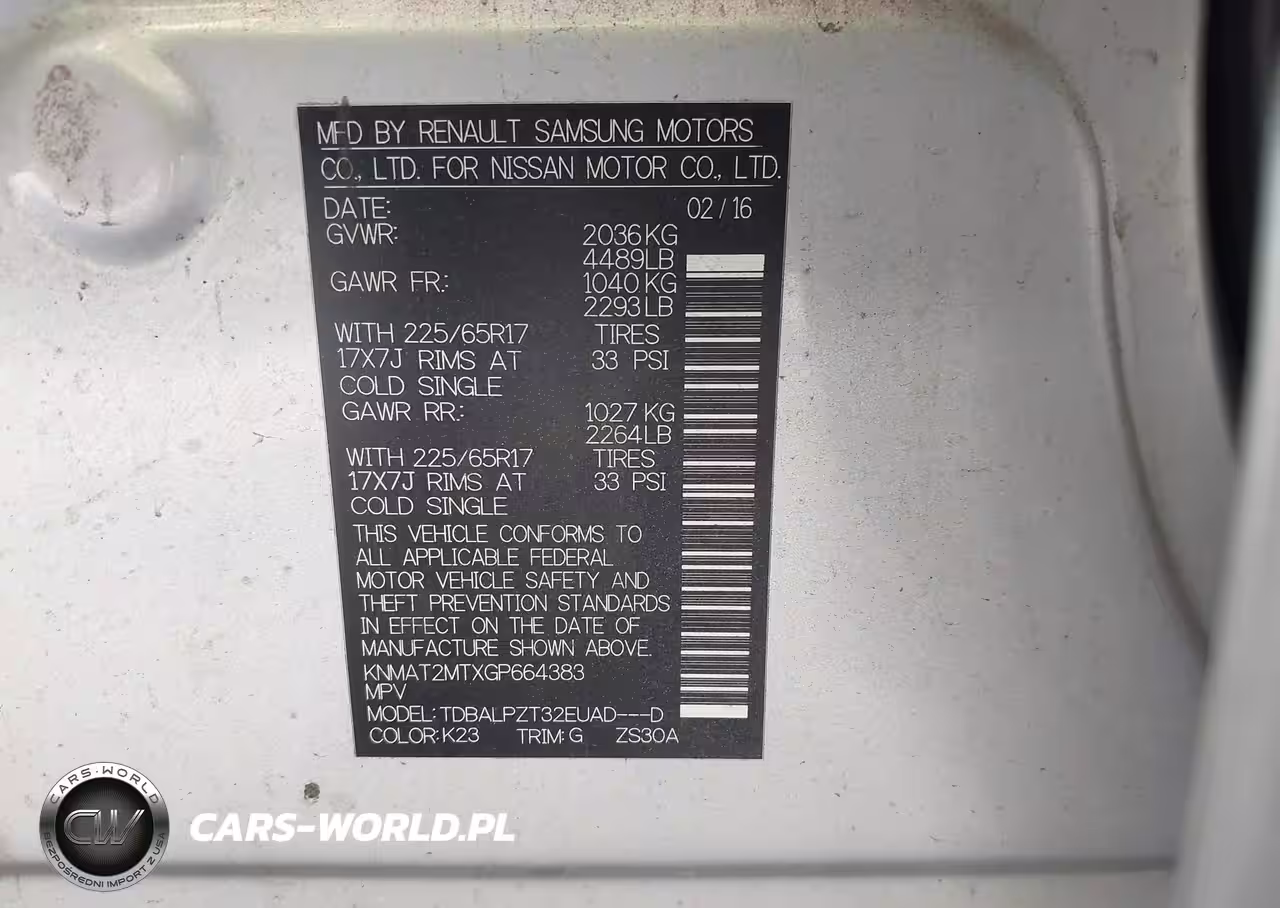 MFD BY RENAULT SAMSUNG MOTORS
CO., LTD. FOR NISSAN MOTOR CO., LTD.
DATE: 02/16
GVWR: 2036KG
4489LB
GAWR FR.: 1040KG
2293LB
WITH 225/65R17 TIRES
17X7J RIMS AT 33 PSI
COLD SINGLE
GAWR RR.: 1027KG
2264LB
WITH 225/65R17 TIRES
17X7J RIMS AT 33 PSI
COLD SINGLE
THIS VEHICLE CONFORMS TO
ALL APPLICABLE FEDERAL
MOTOR VEHICLE SAFETY AND
THEFT PREVENTION STANDARDS
IN EFFECT ON THE DATE OF
MANUFACTURE SHOWN ABOVE.
KNMAT2MTXGP664383
MPV
MODEL: TDBALPZT32EUAD---D
COLOR: K23 TRIM: G ZS30A
CARS-WORLD
CW
BEZPOŚREDNI IMPORT Z USA
CARS-WORLD.PL